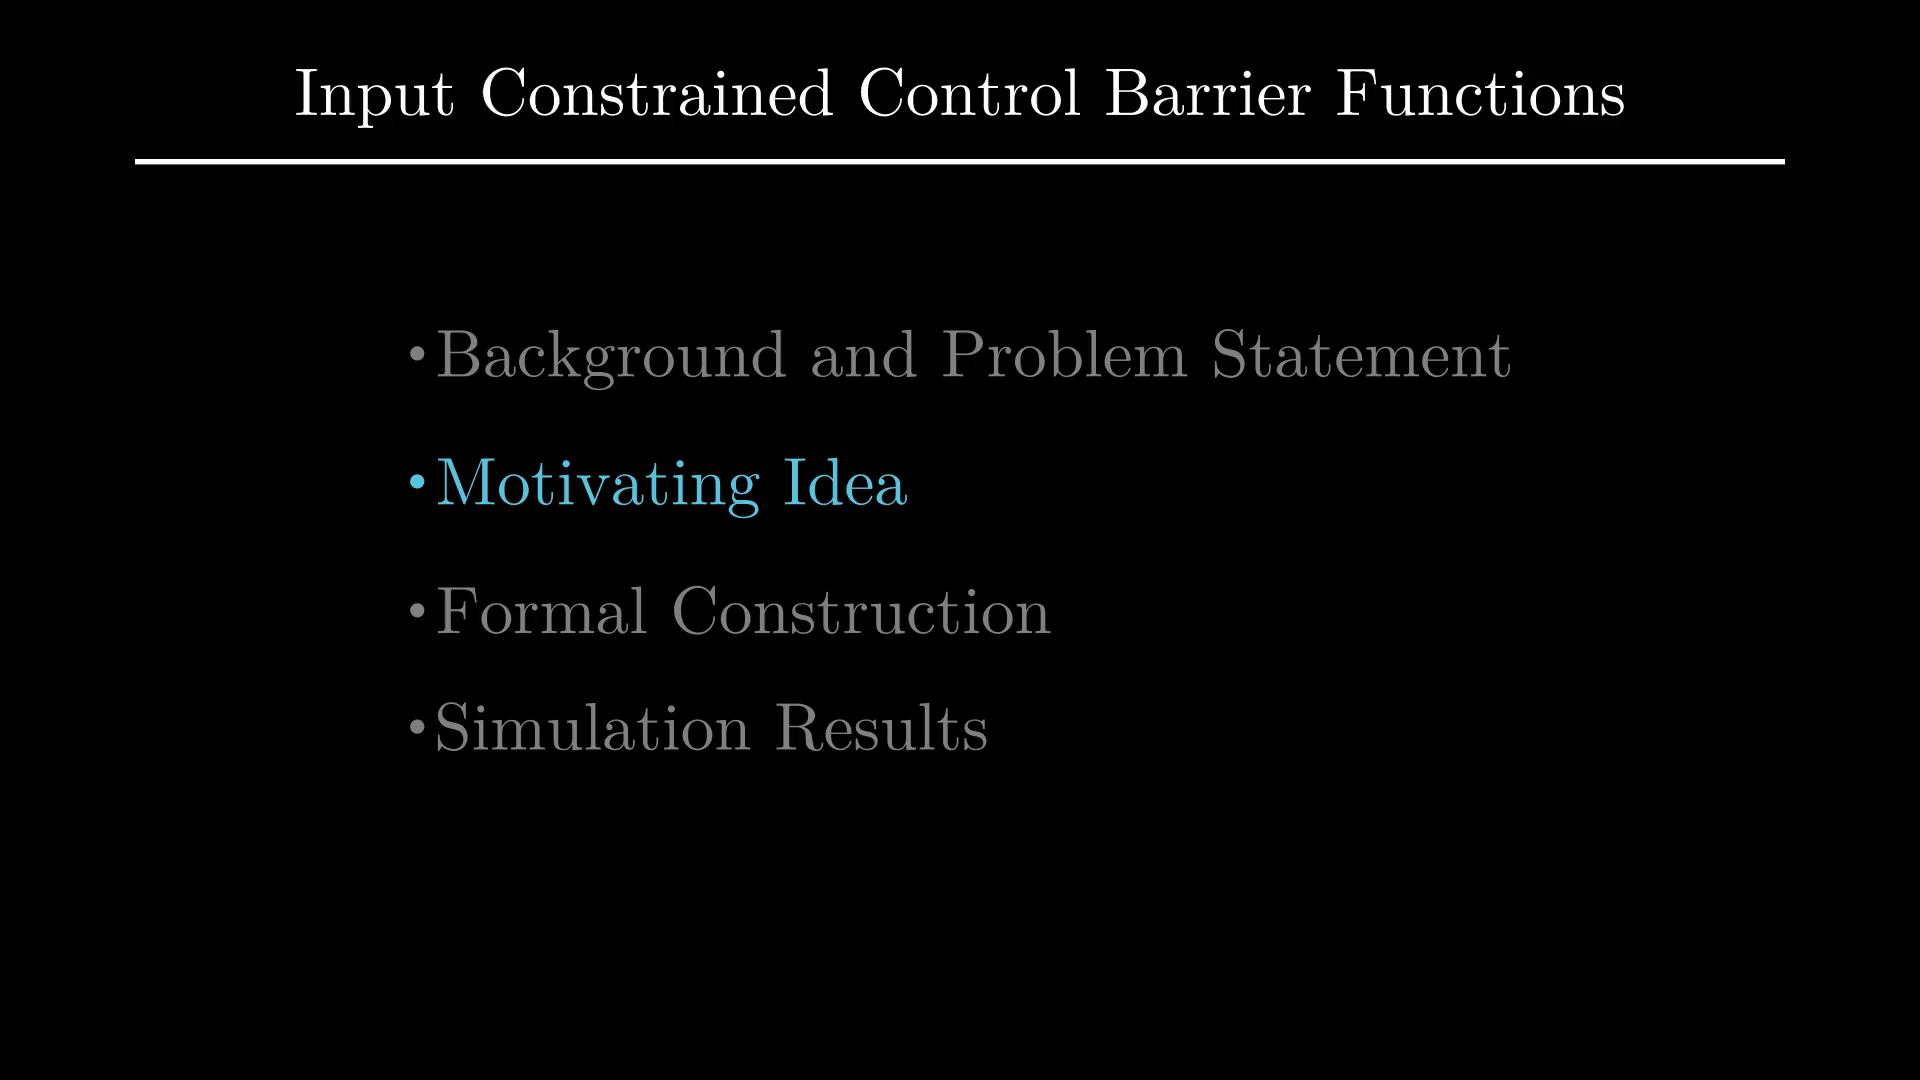 Input Constrained Control Barrier Functions
• Background and Problem Statement
• Motivating Idea
• Formal Construction
• Simulation Results